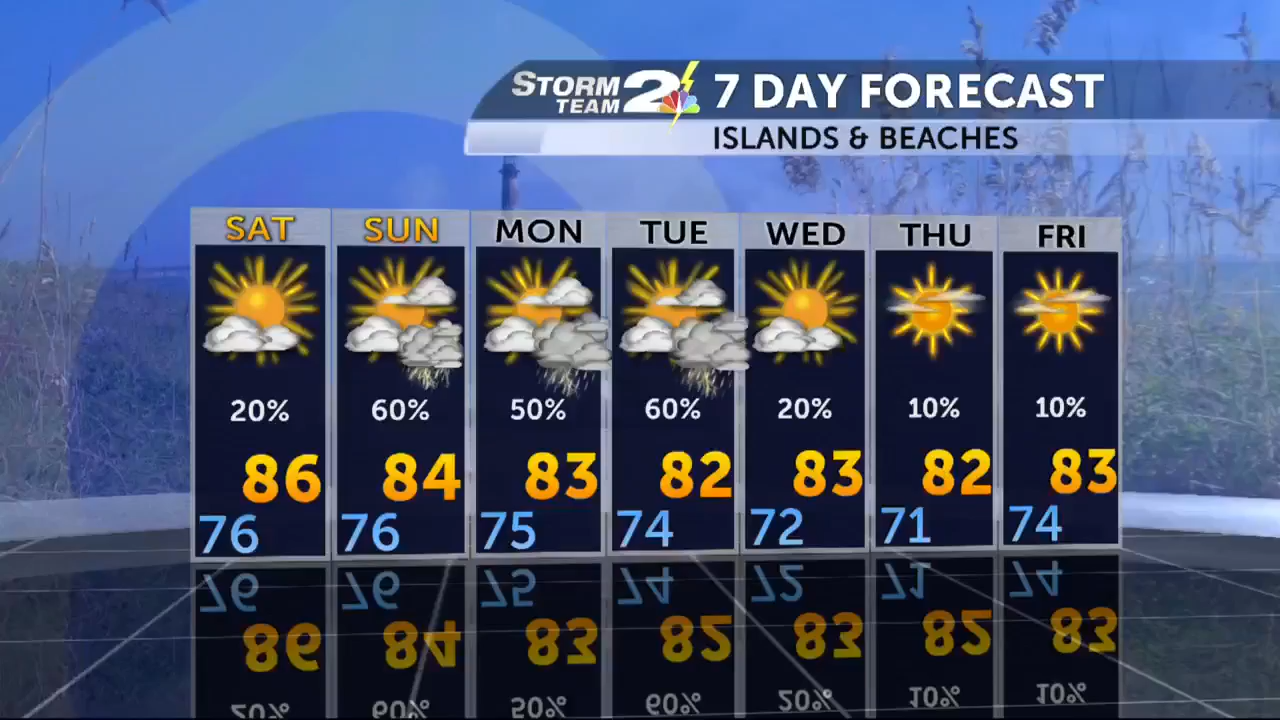 STORM TEAM 2 7 DAY FORECAST
ISLANDS & BEACHES
SAT SUN MON TUE WED THU FRI
20% 60% 50% 60% 20% 10% 10%
86 84 83 82 83 82 83
76 76 75 74 72 71 74